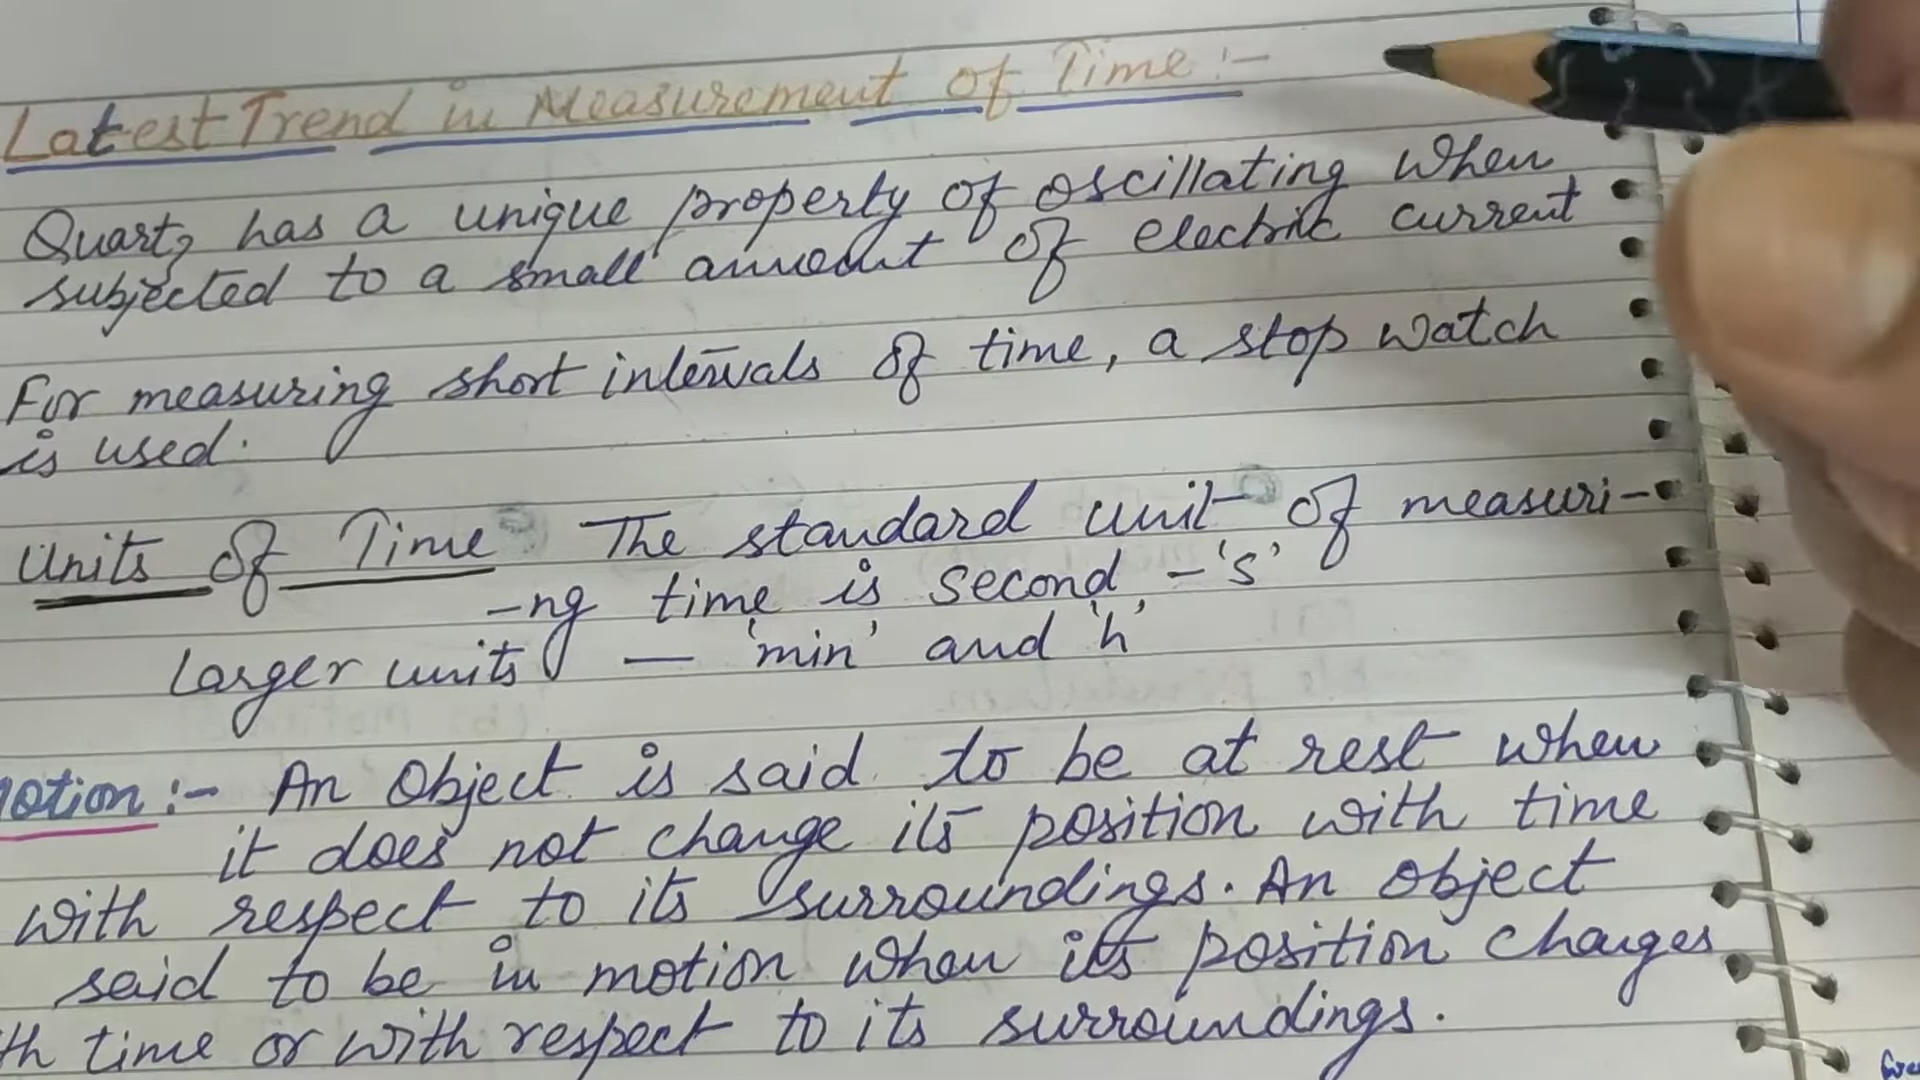 Latest Trend in Measurement of Time :-
Quartz has a unique property of oscillating when
subjected to a small amount of electric current
For measuring short intervals of time, a stop watch
is used.
Units of Time The standard unit of measuri-
-ng time is second - 's'
Larger units — 'min' and 'h'
otion :- An Object is said to be at rest when
it does not change its position with time
with respect to its surroundings. An object
said to be in motion when its position changes
th time or with respect to its surroundings.